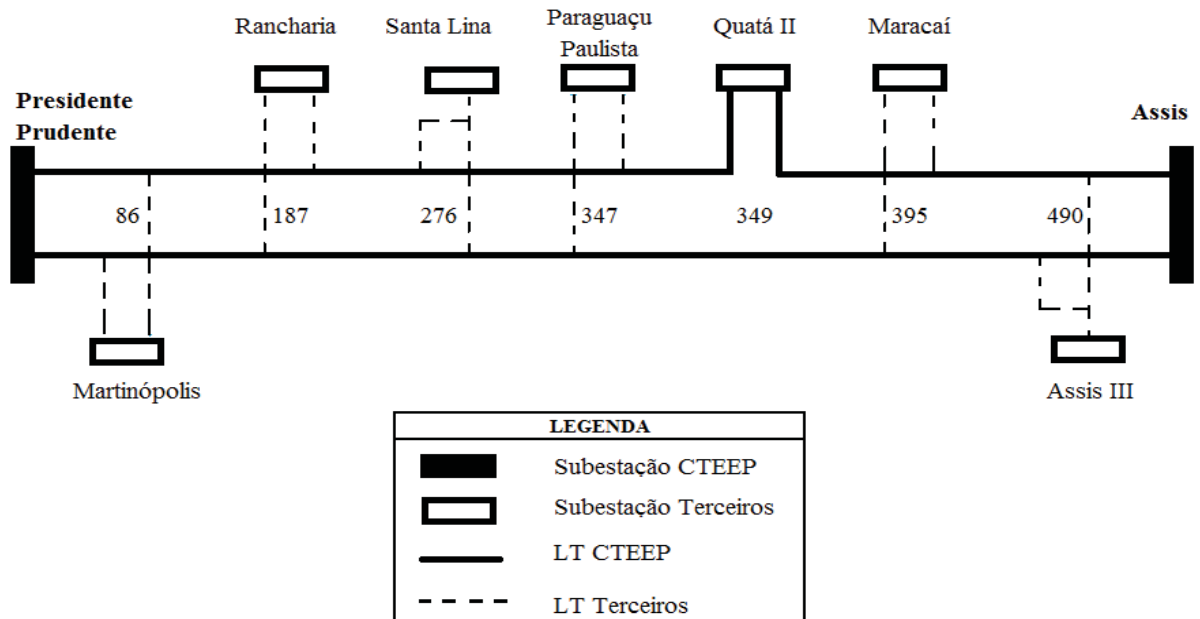 Rancharia
Santa Lina
Paraguaçu
Paulista
Quatá II
Maracaí
Presidente
Prudente
Assis
86
187
276
347
349
395
490
Martinópolis
Assis III
LEGENDA
Subestação CTEEP
Subestação Terceiros
LT CTEEP
LT Terceiros